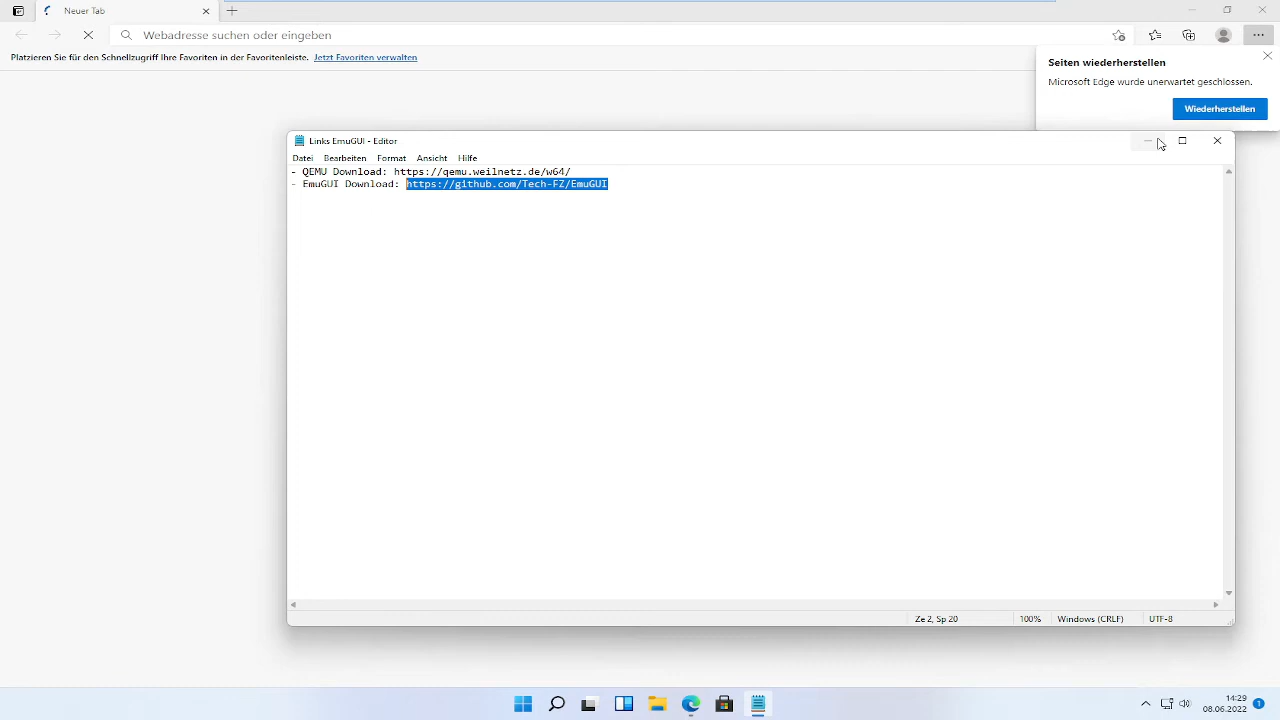 Neuer Tab
Webadresse suchen oder eingeben
Platzieren Sie für den Schnellzugriff Ihre Favoriten in der Favoritenleiste. Jetzt Favoriten verwalten
Seiten wiederherstellen
Microsoft Edge wurde unerwartet geschlossen.
Wiederherstellen
Links EmuGUI - Editor
Datei Bearbeiten Format Ansicht Hilfe
- QEMU Download: https://qemu.weilnetz.de/w64/
- EmuGUI Download: https://github.com/Tech-FZ/EmuGUI
Ze 2, Sp 20 100% Windows (CRLF) UTF-8
14:29
08.06.2022
1